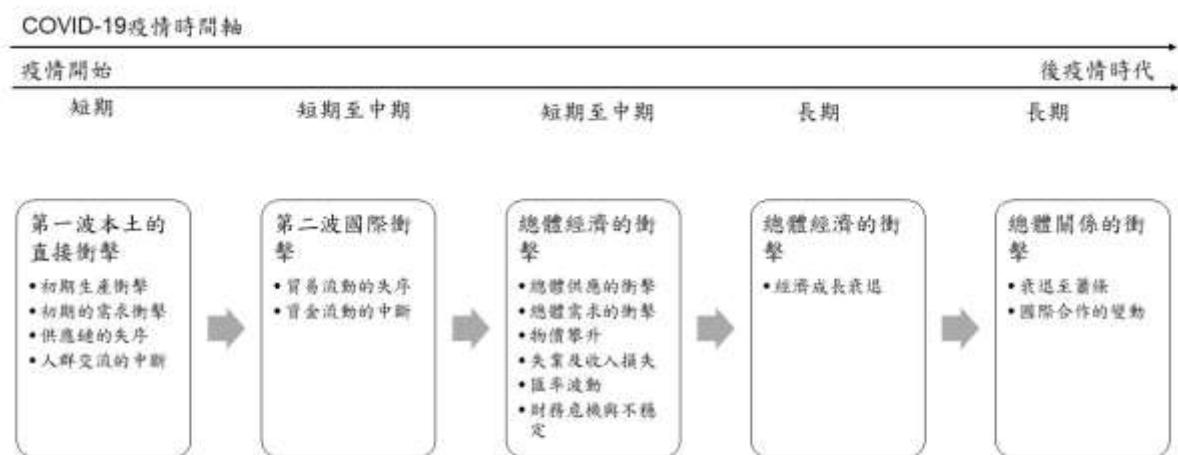 COVID-19疫情時間軸
疫情開始
後疫情時代
短期
短期至中期
短期至中期
長期
長期
第一波本土的
直接衝擊
•初期生產衝擊
•初期的需求衝擊
•供應鏈的失序
•人群交流的中斷
第二波國際衝
擊
•貿易流動的失序
•資金流動的中斷
總體經濟的衝
擊
•總體供應的衝擊
•總體需求的衝擊
•物價攀升
•失業及收入損失
•匯率波動
•財務危機與不穩
定
總體經濟的衝
擊
•經濟成長衰退
總體關係的衝
擊
•衰退至蕭條
•國際合作的變動